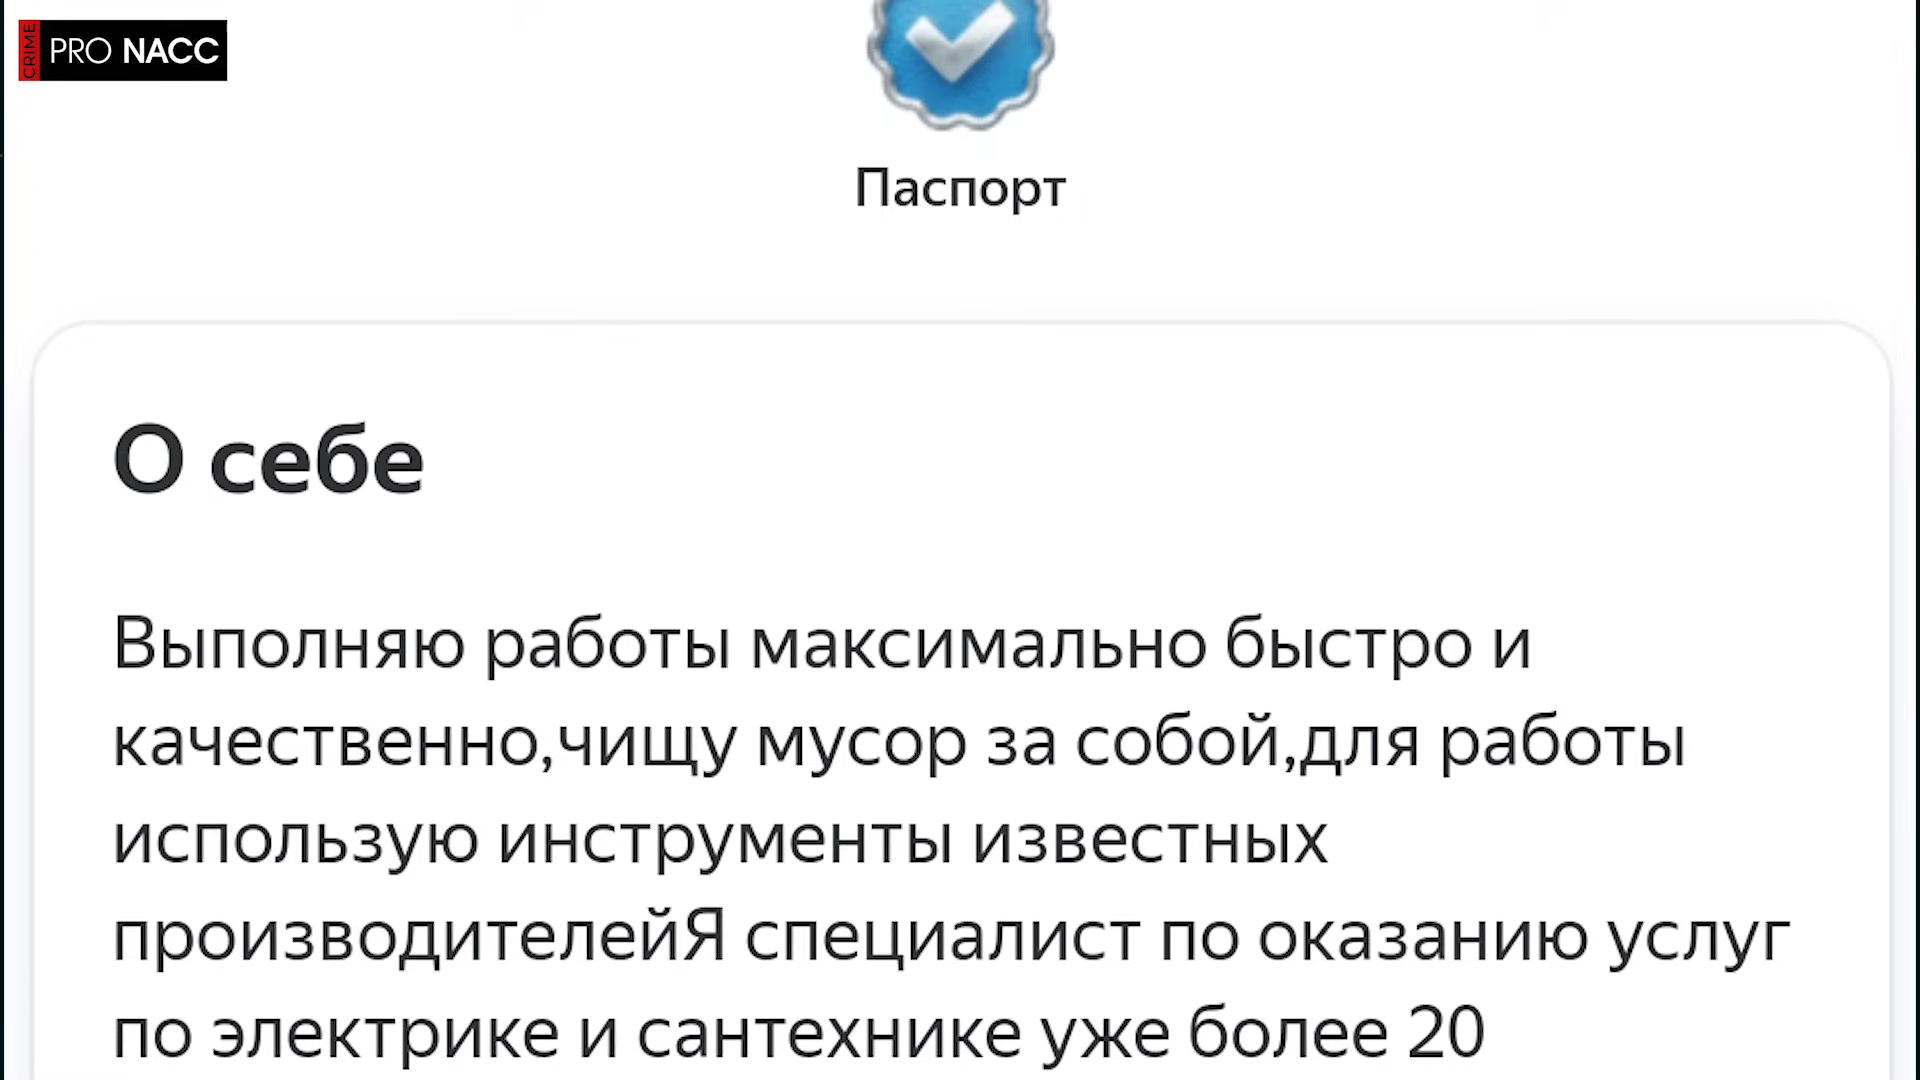 CRIME
PRO NACC
Паспорт
О себе
Выполняю работы максимально быстро и
качественно,чищу мусор за собой,для работы
использую инструменты известных
производителейЯ специалист по оказанию услуг
по электрике и сантехнике уже более 20